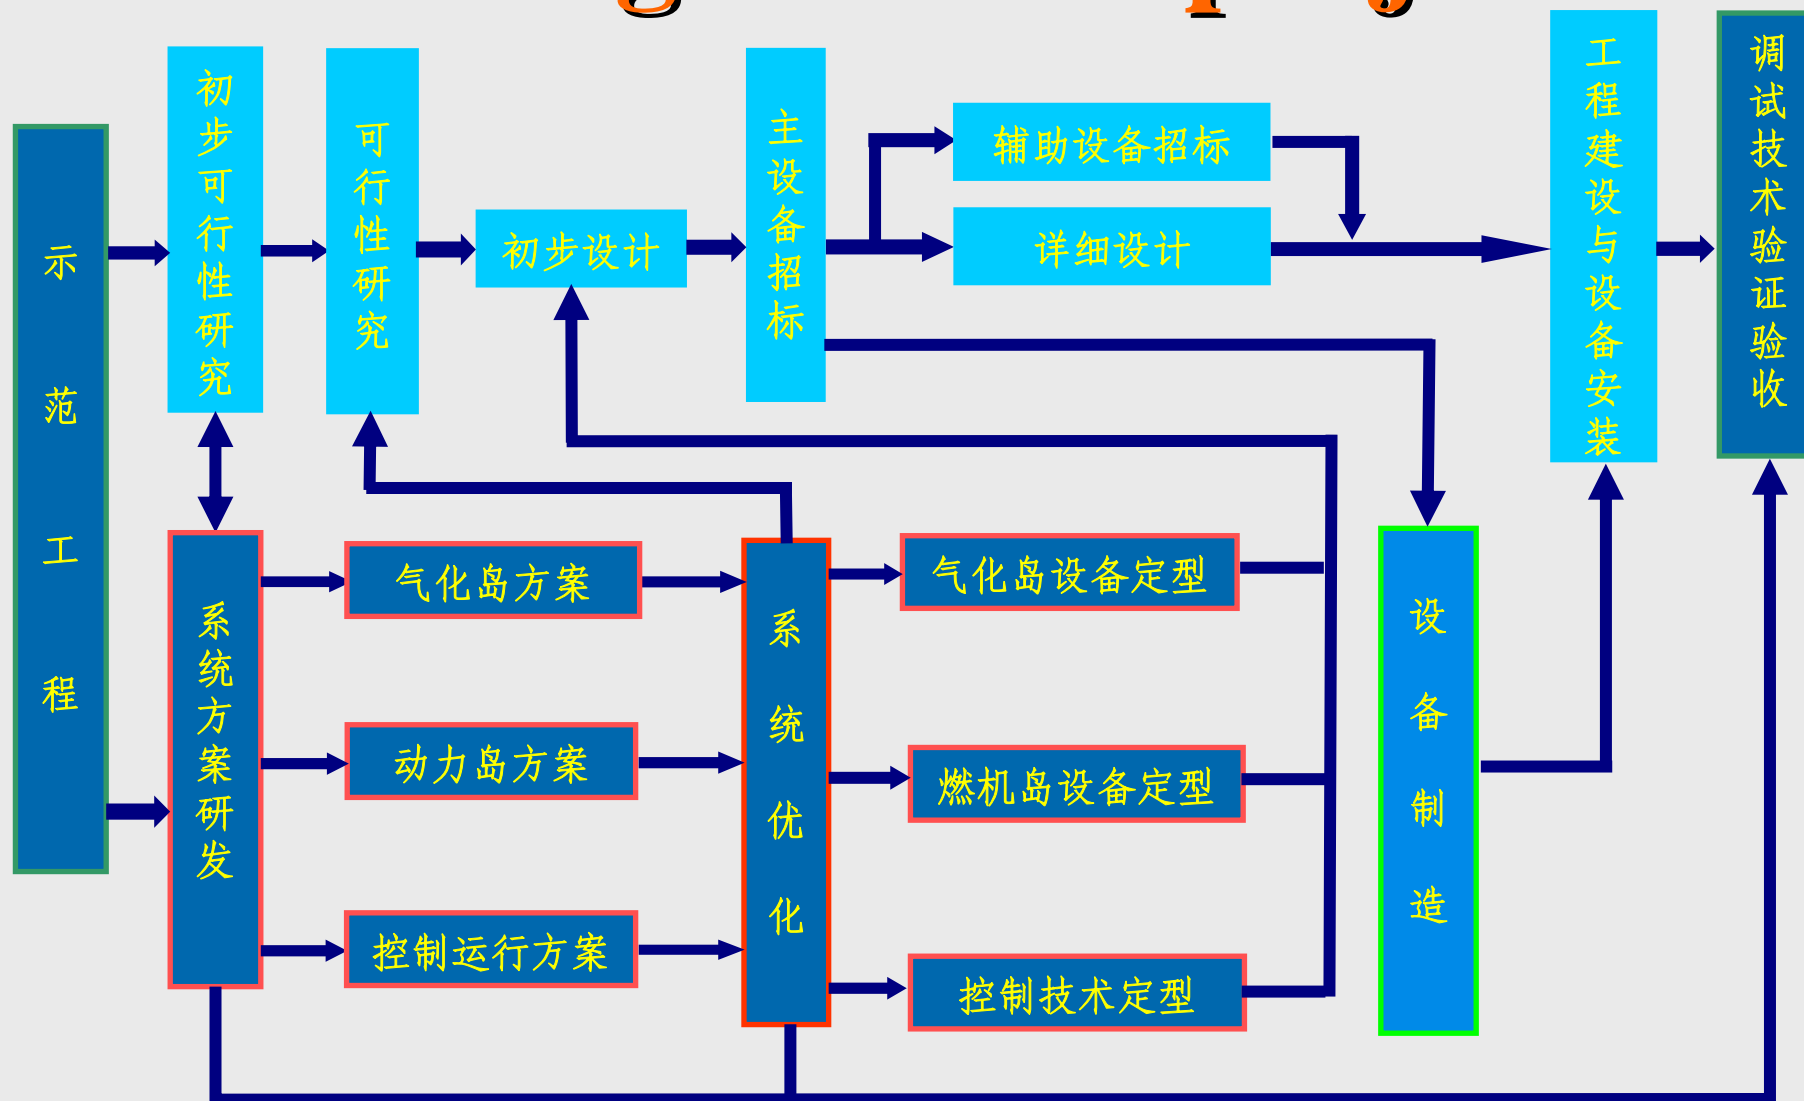 示范工程
初步可行性研究
可行性研究
初步设计
主设备招标
辅助设备招标
详细设计
工程建设与设备安装
调试技术验证验收
系统方案研发
气化岛方案
动力岛方案
控制运行方案
系统优化
气化岛设备定型
燃机岛设备定型
控制技术定型
设备制造